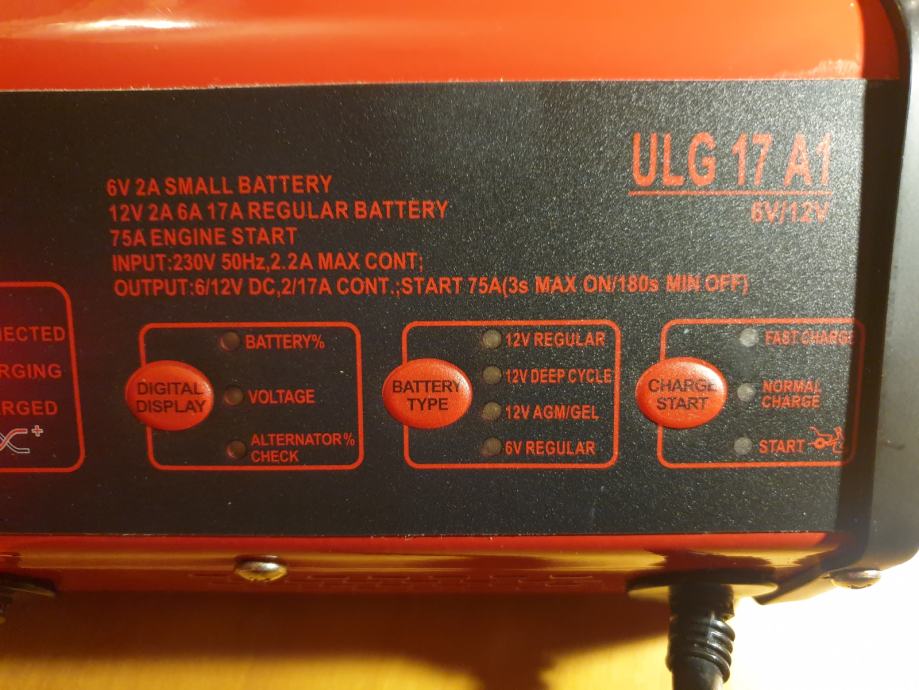 ULG 17 A1
6V/12V
6V 2A SMALL BATTERY
12V 2A 6A 17A REGULAR BATTERY
75A ENGINE START
INPUT:230V 50Hz,2.2A MAX CONT;
OUTPUT:6/12V DC,2/17A CONT.;START 75A(3s MAX ON/180s MIN OFF)
NECTED
RGING
ARGED
DIGITAL
DISPLAY
BATTERY%
VOLTAGE
ALTERNATOR%
CHECK
BATTERY
TYPE
12V REGULAR
12V DEEP CYCLE
12V AGM/GEL
6V REGULAR
CHARGE
START
FAST CHARGE
NORMAL
CHARGE
START